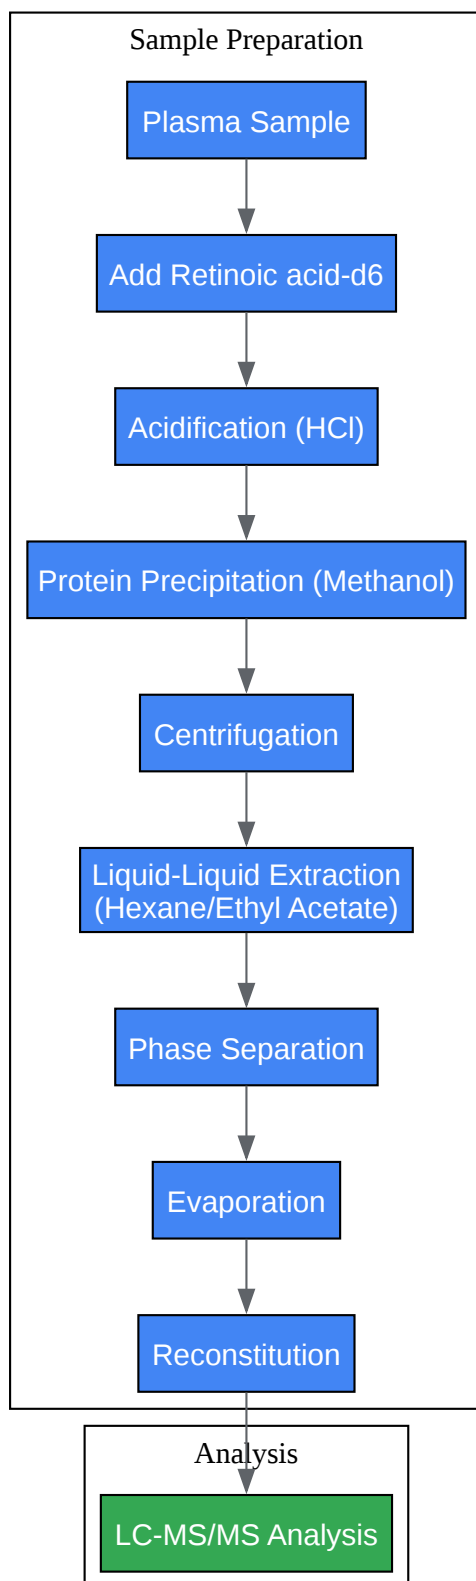 Sample Preparation
Plasma Sample
Add Retinoic acid-d6
Acidification (HCl)
Protein Precipitation (Methanol)
Centrifugation
Liquid-Liquid Extraction
(Hexane/Ethyl Acetate)
Phase Separation
Evaporation
Reconstitution
Analysis
LC-MS/MS Analysis